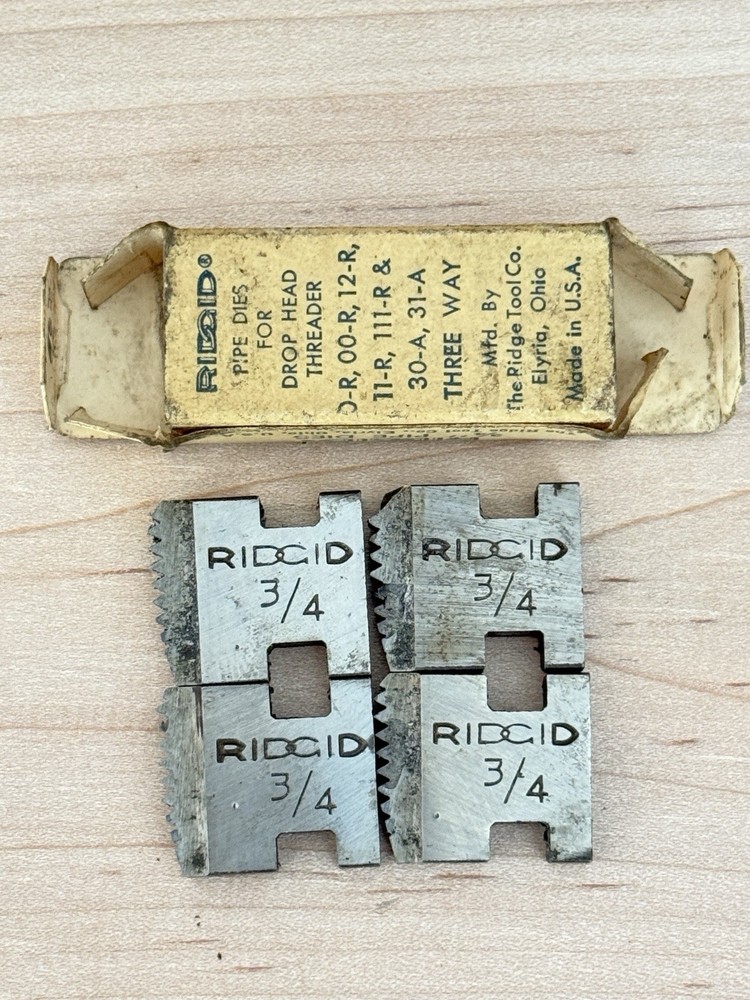 RIDGID®
PIPE DIES
FOR
DROP HEAD
THREADER
O-R, 00-R, 12-R,
11-R, 111-R &
30-A, 31-A
THREE WAY
Mfd. By
The Ridge Tool Co.
Elyria, Ohio
Made in U.S.A.
RIDGID
3/4
RIDGID
3/4
RIDGID
3/4
RIDGID
3/4